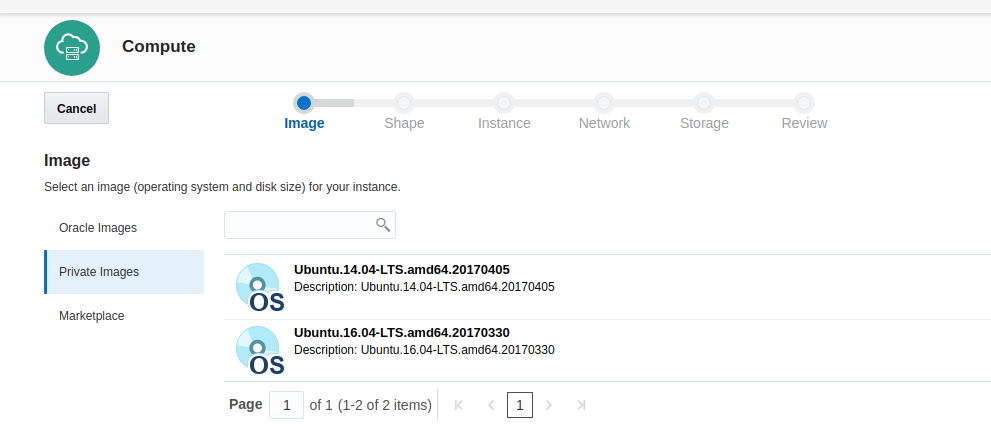 Compute
Cancel
Image Shape Instance Network Storage Review
Image
Select an image (operating system and disk size) for your instance.
Oracle Images
Private Images
Marketplace
Ubuntu.14.04-LTS.amd64.20170405
Description: Ubuntu.14.04-LTS.amd64.20170405
OS
Ubuntu.16.04-LTS.amd64.20170330
Description: Ubuntu.16.04-LTS.amd64.20170330
OS
Page 1 of 1 (1-2 of 2 items) 1